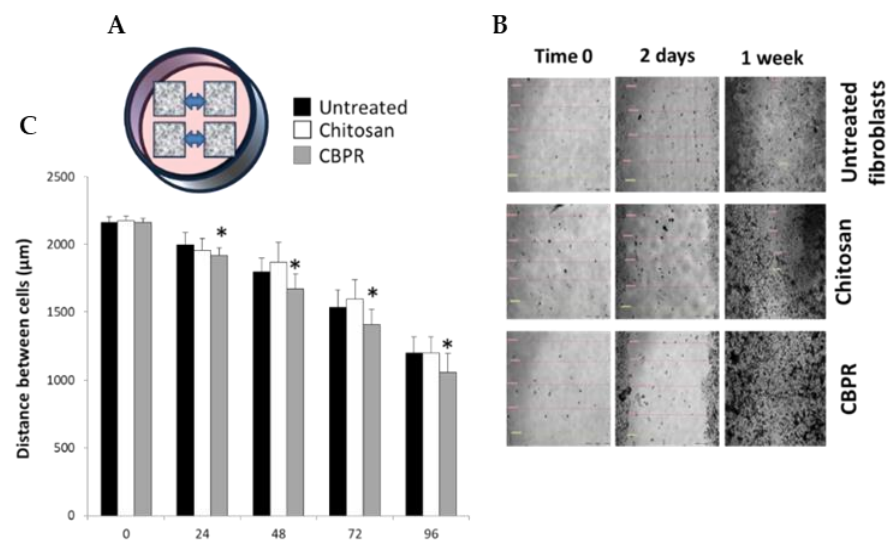 A
B
Time 0
2 days
1 week
Untreated
Chitosan
CBPR
C
Untreated
fibroblasts
Chitosan
CBPR
Distance between cells (µm)
2500
2000
1500
1000
500
0
*
*
*
*
0
24
48
72
96